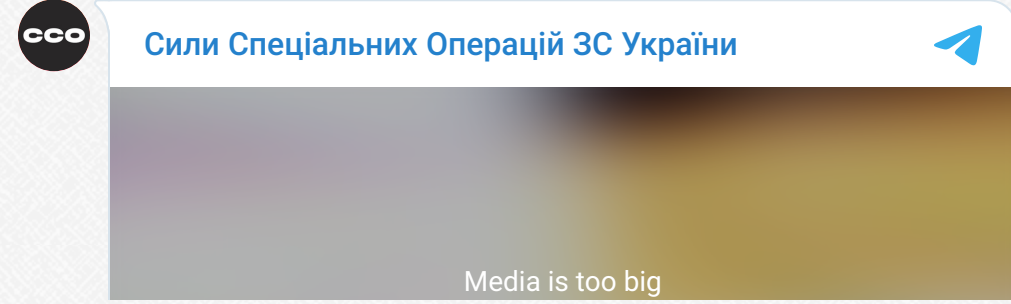 ССО
Сили Спеціальних Операцій ЗС України
Media is too big